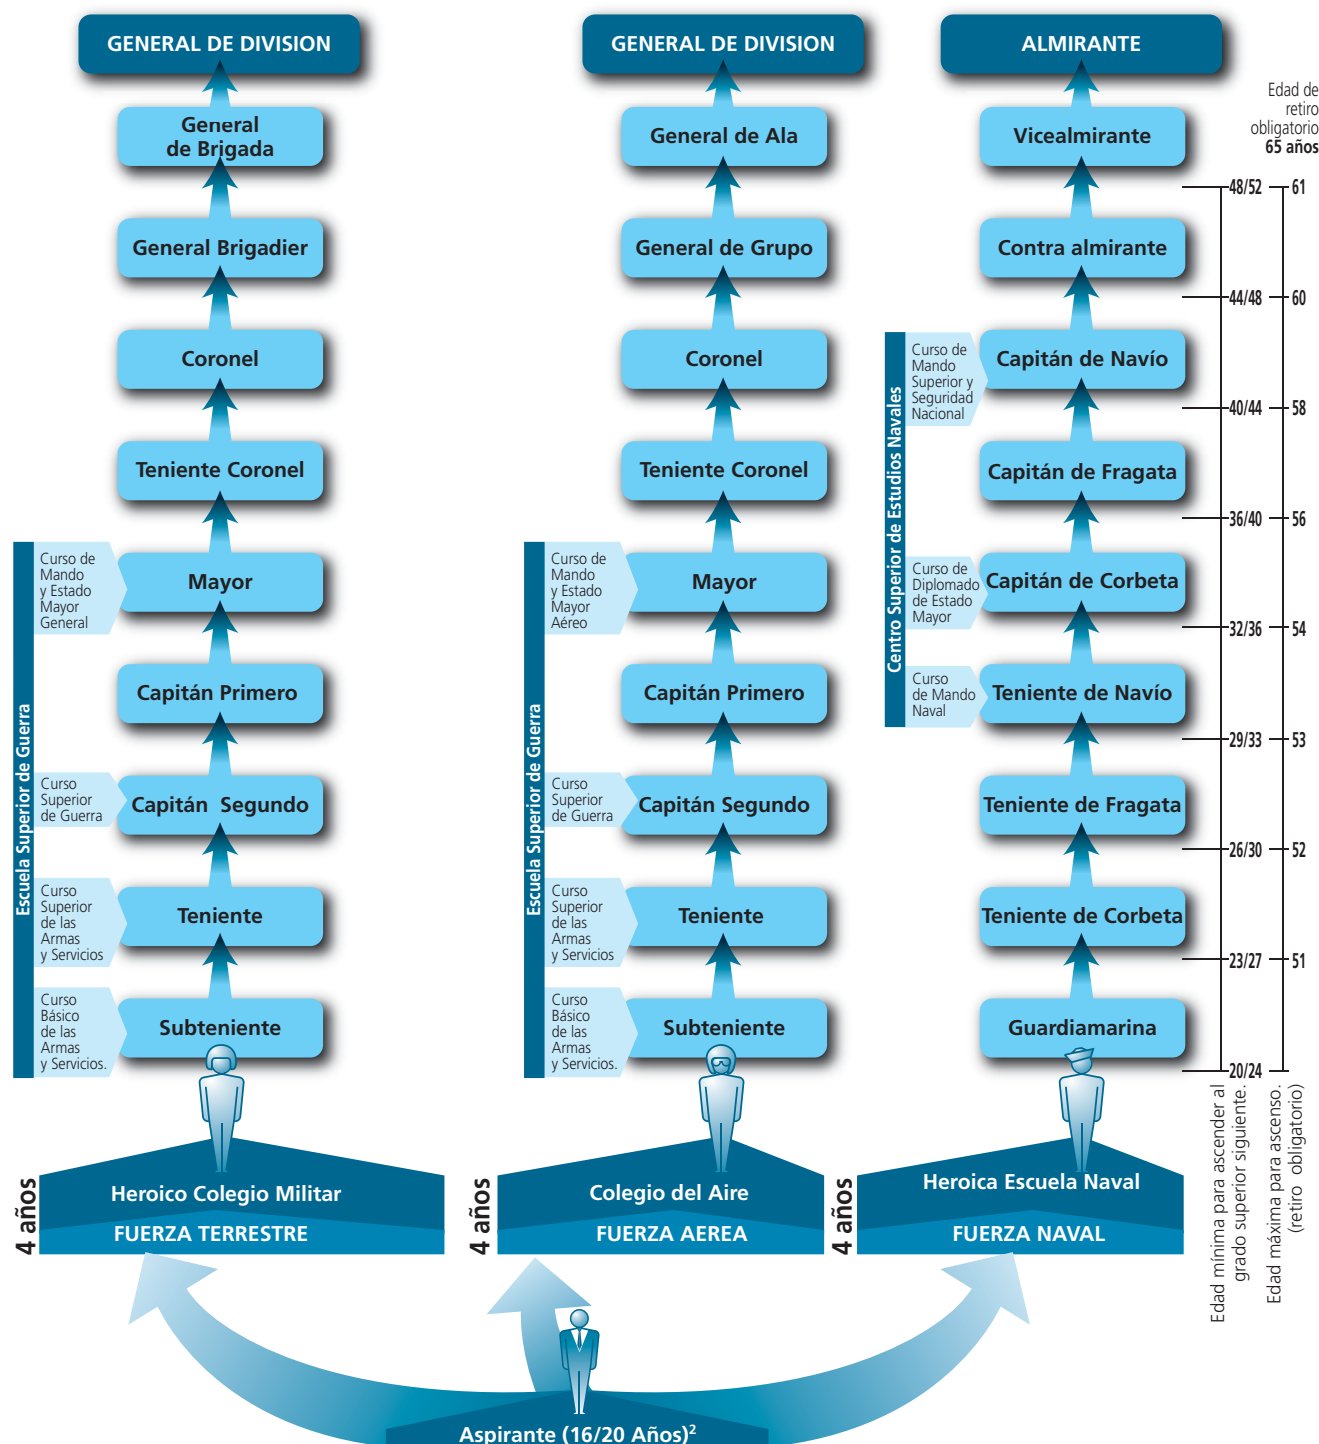 GENERAL DE DIVISION
General
de Brigada
General Brigadier
Coronel
Teniente Coronel
Mayor
Capitán Primero
Capitán Segundo
Teniente
Subteniente
Escuela Superior de Guerra
Curso de
Mando
y Estado
Mayor
General
Curso
Superior
de Guerra
Curso
Superior
de las
Armas
y Servicios
Curso
Básico
de las
Armas
y Servicios.
4 años
Heroico Colegio Militar
FUERZA TERRESTRE
GENERAL DE DIVISION
General de Ala
General de Grupo
Coronel
Teniente Coronel
Mayor
Capitán Primero
Capitán Segundo
Teniente
Subteniente
Escuela Superior de Guerra
Curso de
Mando
y Estado
Mayor
Aéreo
Curso
Superior
de Guerra
Curso
Superior
de las
Armas
y Servicios
Curso
Básico
de las
Armas
y Servicios.
4 años
Colegio del Aire
FUERZA AEREA
ALMIRANTE
Vicealmirante
Contra almirante
Capitán de Navío
Capitán de Fragata
Capitán de Corbeta
Teniente de Navío
Teniente de Fragata
Teniente de Corbeta
Guardiamarina
Centro Superior de Estudios Navales
Curso de
Mando
Superior y
Seguridad
Nacional
Curso de
Diplomado
de Estado
Mayor
Curso
de Mando
Naval
4 años
Heroica Escuela Naval
FUERZA NAVAL
Edad de
retiro
obligatorio
65 años
48/52 61
44/48 60
40/44 58
36/40 56
32/36 54
29/33 53
26/30 52
23/27 51
20/24
Edad mínima para ascender al
grado superior siguiente.
Edad máxima para ascenso.
(retiro obligatorio)
Aspirante (16/20 Años)²